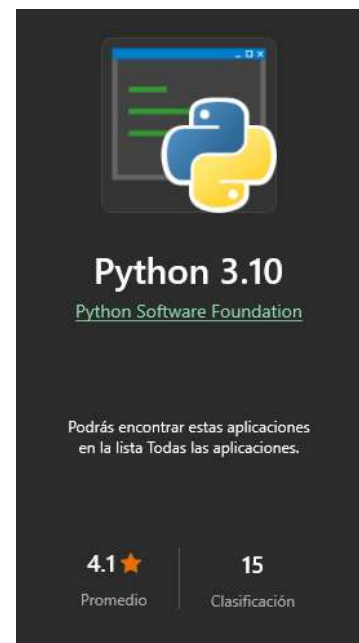 Python 3.10
Python Software Foundation
Podrás encontrar estas aplicaciones
en la lista Todas las aplicaciones.
4.1
15
Promedio
Clasificación